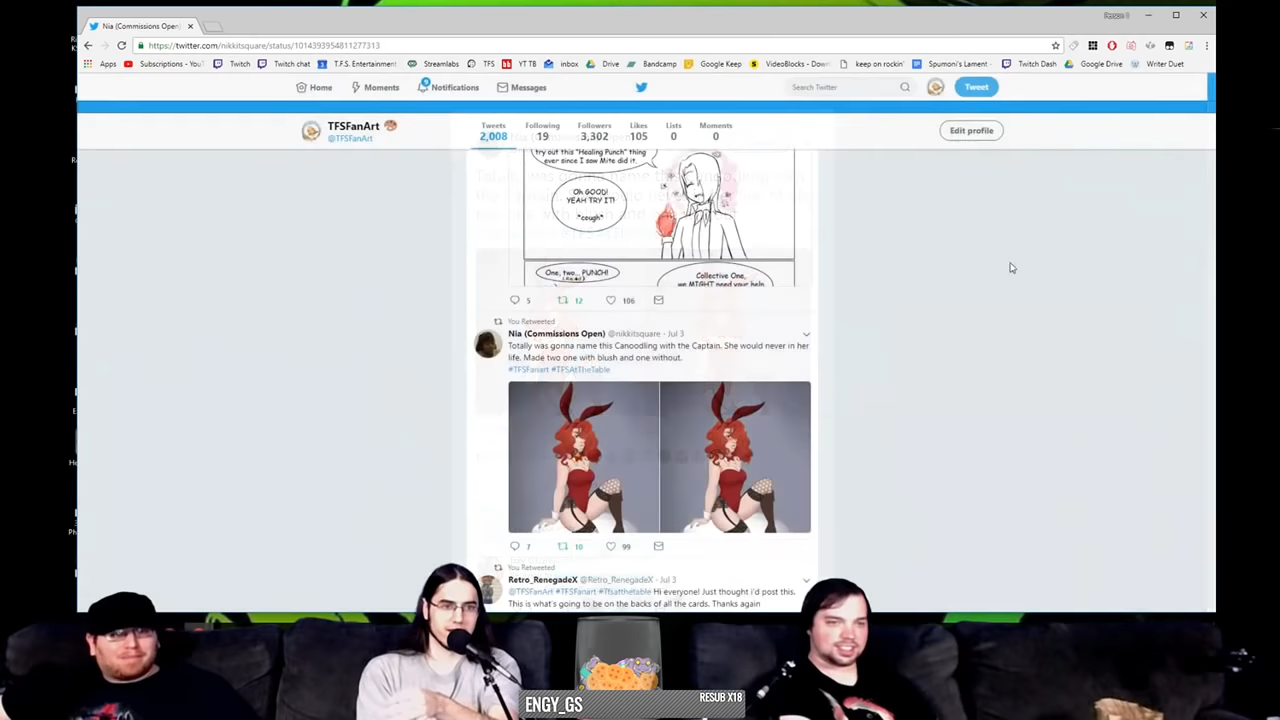 Nia (Commissions Open)
Person 1
https://twitter.com/nikkitsquare/status/1014393954811277313
Apps Subscriptions - You Twitch Twitch chat T.F.S. Entertainment Streamlabs TFS YT TB inbox Drive Bandcamp Google Keep VideoBlocks - Down keep on rockin' Spumoni's Lament - Twitch Dash Google Drive Writer Duet
Home Moments Notifications Messages Search Twitter Tweet
TFSFanArt
@TFSFanArt
Tweets Following Followers Likes Lists Moments
2,008 19 3,302 105 0 0
Edit profile
try out this "Healing Punch" thing
ever since I saw Mite did it.
Oh GOOD!
YEAH TRY IT!
*cough*
One, two... PUNCH!
Collective One,
we MIGHT need your help.
5 12 106
You Retweeted
Nia (Commissions Open) @nikkitsquare - Jul 3
Totally was gonna name this Canoodling with the Captain. She would never in her
life. Made two one with blush and one without.
#TFSFanart #TFSAtTheTable
7 10 99
You Retweeted
Retro_RenegadeX @Retro_RenegadeX - Jul 3
@TFSFanArt #TFSFanart #Tfsatthetable Hi everyone! Just thought i'd post this.
This is what's going to be on the backs of all the cards. Thanks again
ENGY_GS RESUB X18